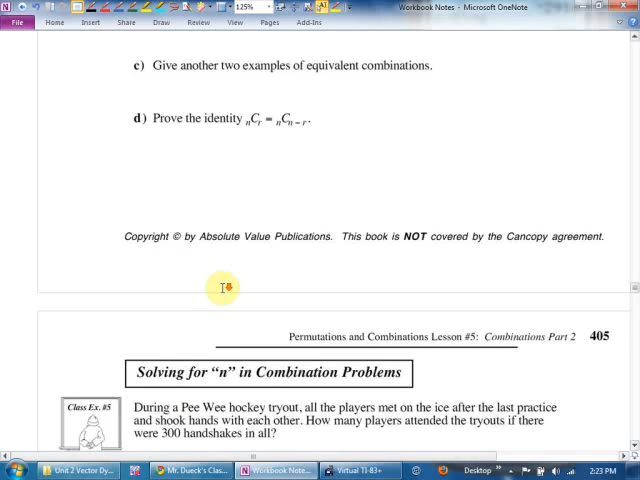 Workbook Notes - Microsoft OneNote
125%
File Home Insert Share Draw Review View Add-Ins
c) Give another two examples of equivalent combinations.
d) Prove the identity nCr = nCn – r.
Copyright © by Absolute Value Publications. This book is NOT covered by the Cancopy agreement.
Permutations and Combinations Lesson #5: Combinations Part 2 405
Solving for "n" in Combination Problems
Class Ex. #5
During a Pee Wee hockey tryout, all the players met on the ice after the last practice
and shook hands with each other. How many players attended the tryouts if there
were 300 handshakes in all?
Unit 2 Vector Dy... Mr. Dueck's Clas... Workbook Note... Virtual TI-83+ Desktop » 2:23 PM